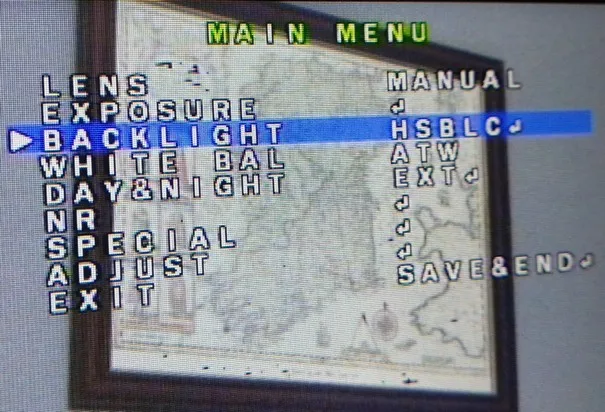 MAIN MENU
LENS MANUAL
EXPOSURE ↲
▶BACKLIGHT HSBLC↲
WHITE BAL ATW
DAY&NIGHT EXT↲
NR ↲
SPECIAL ↲
ADJUST ↲
EXIT SAVE&END↲